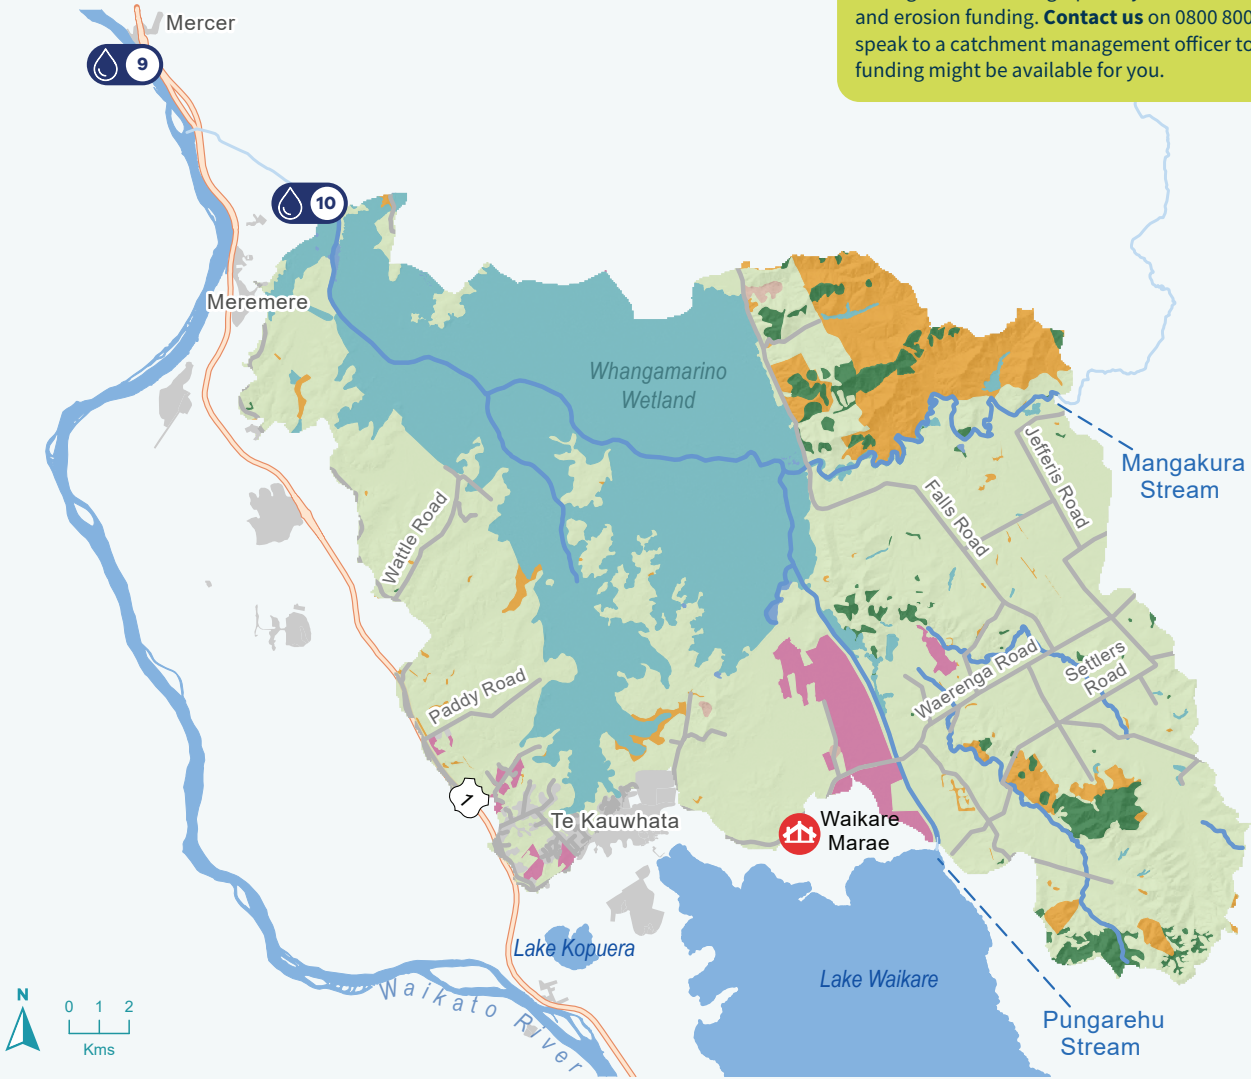 and erosion funding. Contact us on 0800 800
speak to a catchment management officer to
funding might be available for you.
Mercer
9
10
Meremere
Whangamarino
Wetland
Mangakura
Stream
Jefferis Road
Falls Road
Wattle Road
Waerenga Road
Settlers
Road
Paddy Road
1
Te Kauwhata
Waikare
Marae
Lake Kopuera
Lake Waikare
Waikato River
Pungarehu
Stream
N
0 1 2
Kms